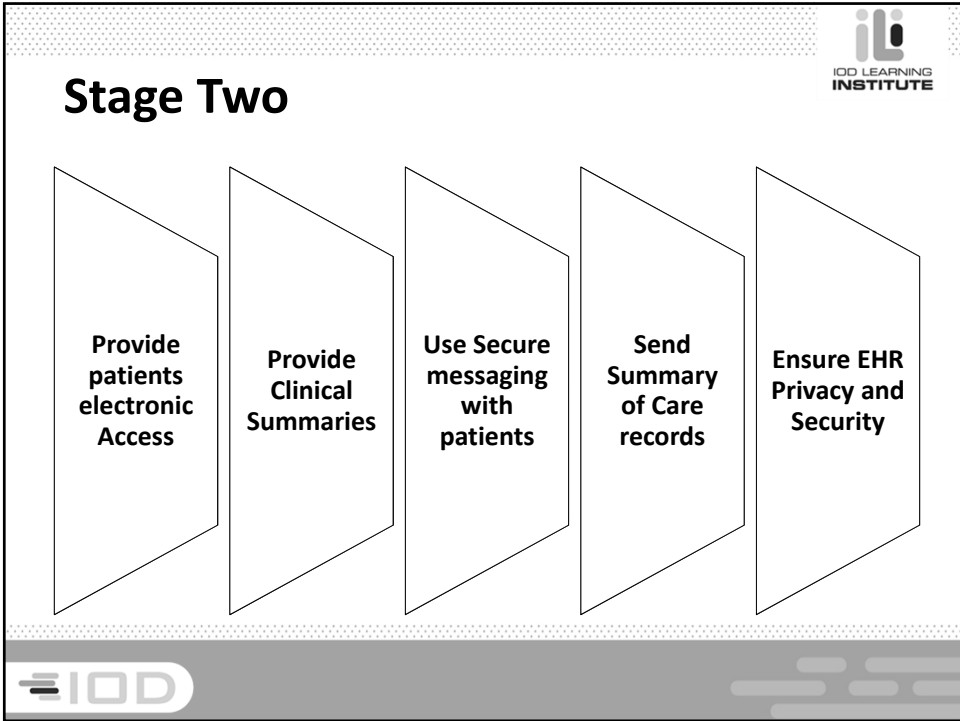 IOD LEARNING
INSTITUTE
Stage Two
Provide
patients
electronic
Access
Provide
Clinical
Summaries
Use Secure
messaging
with
patients
Send
Summary
of Care
records
Ensure EHR
Privacy and
Security
IOD